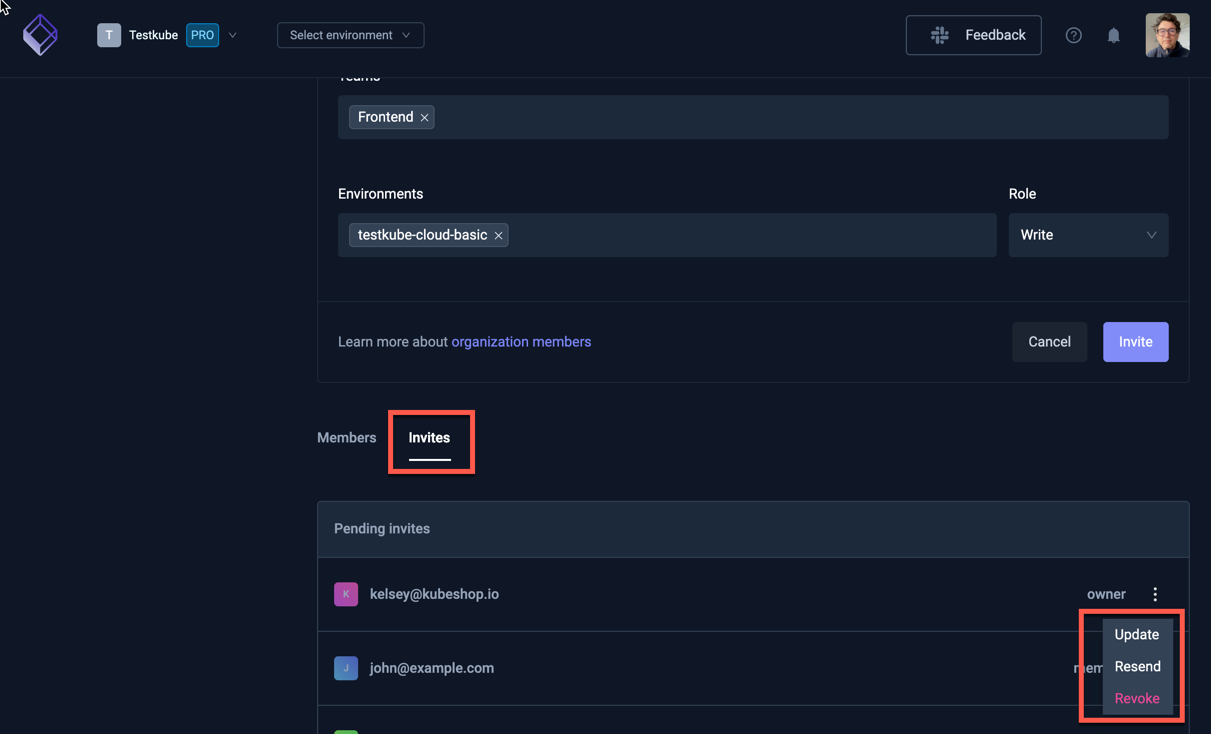 T Testkube PRO Select environment Feedback
Teams
Frontend
Environments Role
testkube-cloud-basic Write
Learn more about organization members Cancel Invite
Members Invites
Pending invites
K kelsey@kubeshop.io owner
Update
J john@example.com
Resend
Revoke